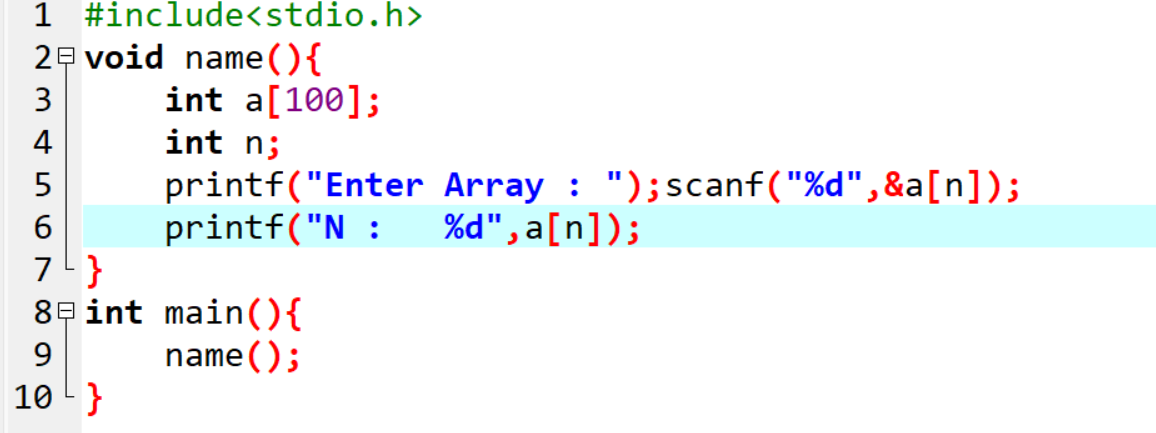 1 #include<stdio.h>
2 void name(){
3     int a[100];
4     int n;
5     printf("Enter Array : ");scanf("%d",&a[n]);
6     printf("N :   %d",a[n]);
7 }
8 int main(){
9     name();
10 }